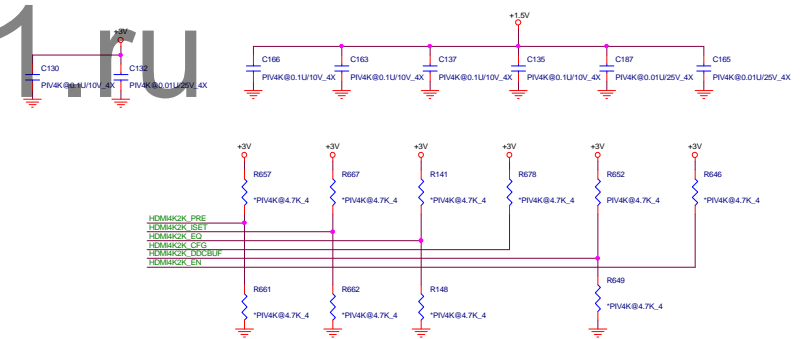 1.ru
+3V
+1.5V
C130
PIV4K@0.1U/10V_4X
C132
PIV4K@0.01U/25V_4X
C166
PIV4K@0.1U/10V_4X
C163
PIV4K@0.1U/10V_4X
C137
PIV4K@0.1U/10V_4X
C135
PIV4K@0.1U/10V_4X
C187
PIV4K@0.01U/25V_4X
C165
PIV4K@0.01U/25V_4X
+3V
+3V
+3V
+3V
+3V
+3V
R657
*PIV4K@4.7K_4
R667
*PIV4K@4.7K_4
R141
*PIV4K@4.7K_4
R678
*PIV4K@4.7K_4
R652
*PIV4K@4.7K_4
R646
*PIV4K@4.7K_4
HDMI4K2K_PRE
HDMI4K2K_ISET
HDMI4K2K_EQ
HDMI4K2K_CFG
HDMI4K2K_DDCBUF
HDMI4K2K_EN
R661
*PIV4K@4.7K_4
R662
*PIV4K@4.7K_4
R148
*PIV4K@4.7K_4
R649
*PIV4K@4.7K_4